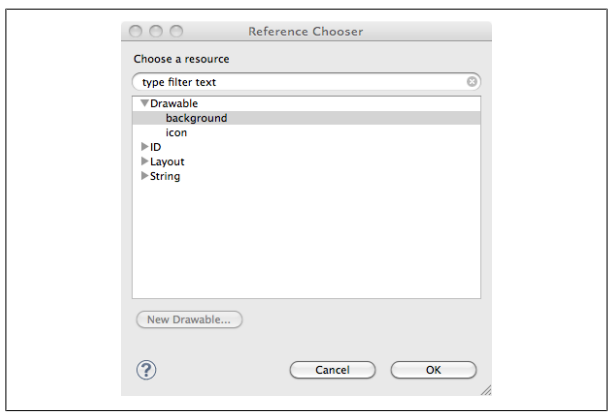 Reference Chooser
Choose a resource
type filter text
Drawable
background
icon
ID
Layout
String
New Drawable...
?
Cancel OK